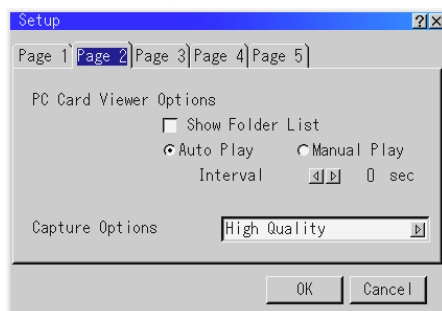 Setup ? X
Page 1 Page 2 Page 3 Page 4 Page 5
PC Card Viewer Options
Show Folder List
Auto Play Manual Play
Interval 0 sec
Capture Options High Quality
OK Cancel